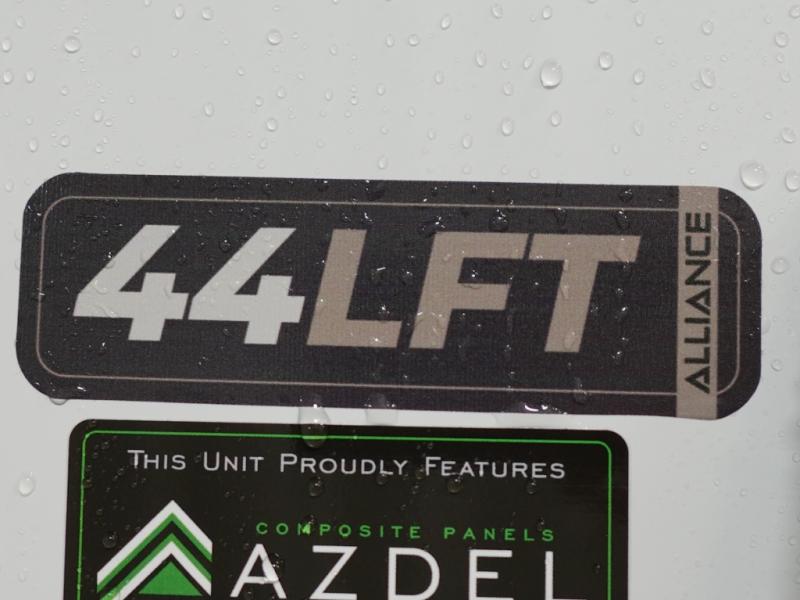 44LFT
ALLIANCE
This Unit Proudly Features
COMPOSITE PANELS
AZDEL